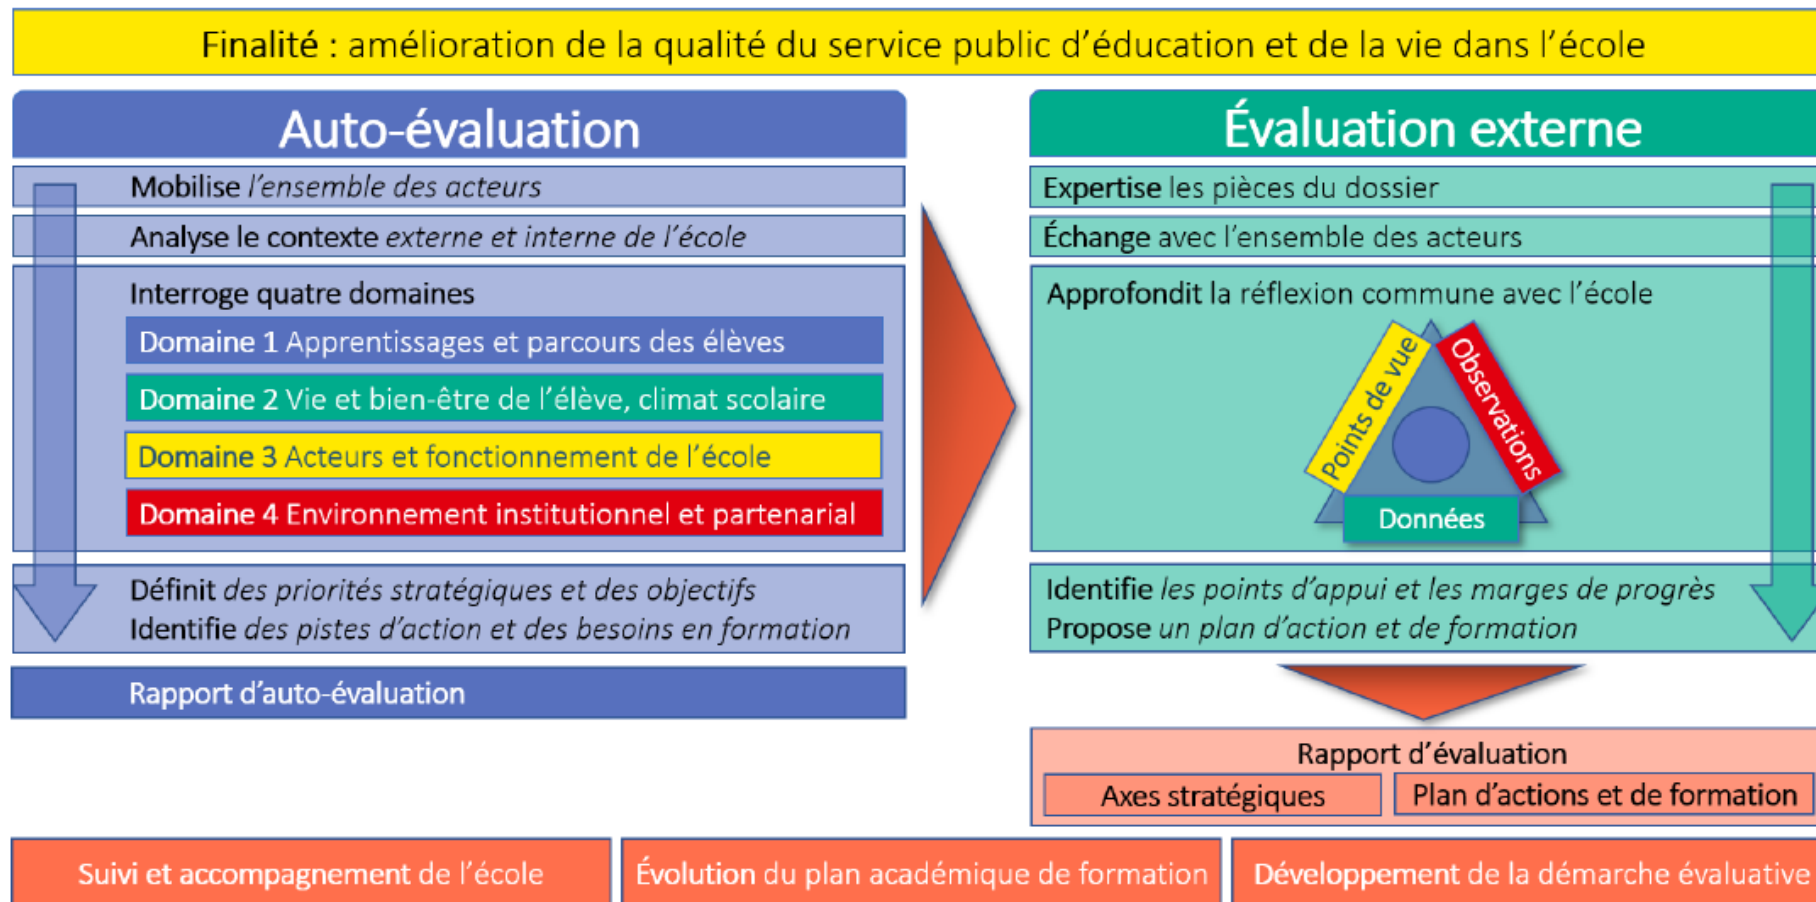 Finalité : amélioration de la qualité du service public d'éducation et de la vie dans l'école
Auto-évaluation
Mobilise l'ensemble des acteurs
Analyse le contexte externe et interne de l'école
Interroge quatre domaines
Domaine 1 Apprentissages et parcours des élèves
Domaine 2 Vie et bien-être de l'élève, climat scolaire
Domaine 3 Acteurs et fonctionnement de l'école
Domaine 4 Environnement institutionnel et partenarial
Définit des priorités stratégiques et des objectifs
Identifie des pistes d'action et des besoins en formation
Rapport d'auto-évaluation
Évaluation externe
Expertise les pièces du dossier
Échange avec l'ensemble des acteurs
Approfondit la réflexion commune avec l'école
Points de vue
Observations
Données
Identifie les points d'appui et les marges de progrès
Propose un plan d'action et de formation
Rapport d'évaluation
Axes stratégiques
Plan d'actions et de formation
Suivi et accompagnement de l'école
Évolution du plan académique de formation
Développement de la démarche évaluative